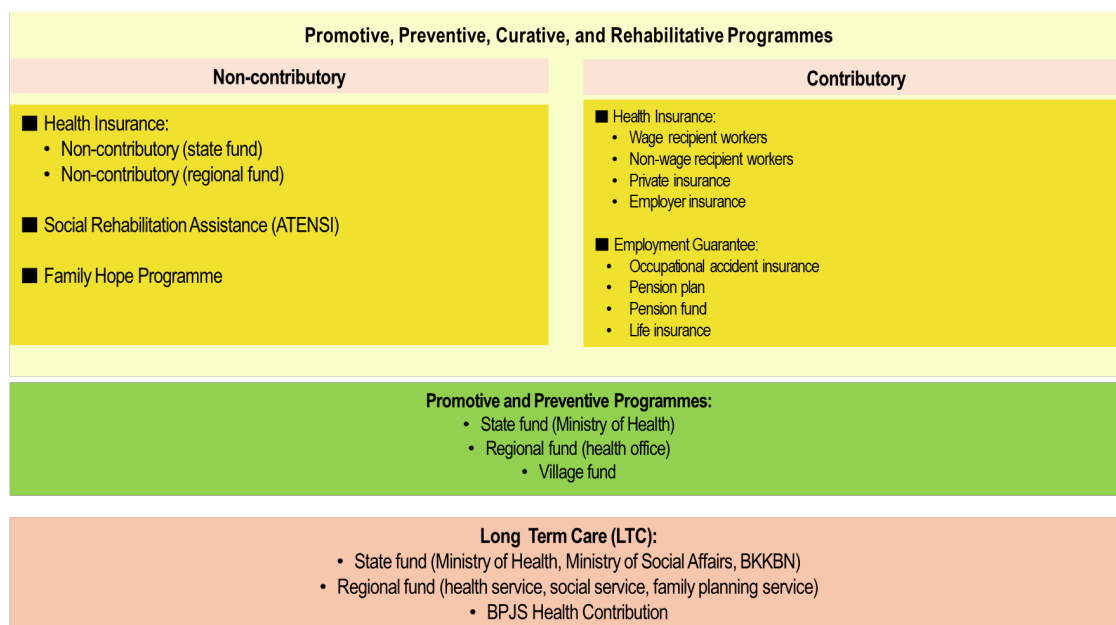 Promotive, Preventive, Curative, and Rehabilitative Programmes
Non-contributory
■ Health Insurance:
• Non-contributory (state fund)
• Non-contributory (regional fund)
■ Social Rehabilitation Assistance (ATENSI)
■ Family Hope Programme
Contributory
■ Health Insurance:
• Wage recipient workers
• Non-wage recipient workers
• Private insurance
• Employer insurance
■ Employment Guarantee:
• Occupational accident insurance
• Pension plan
• Pension fund
• Life insurance
Promotive and Preventive Programmes:
• State fund (Ministry of Health)
• Regional fund (health office)
• Village fund
Long Term Care (LTC):
• State fund (Ministry of Health, Ministry of Social Affairs, BKKBN)
• Regional fund (health service, social service, family planning service)
• BPJS Health Contribution